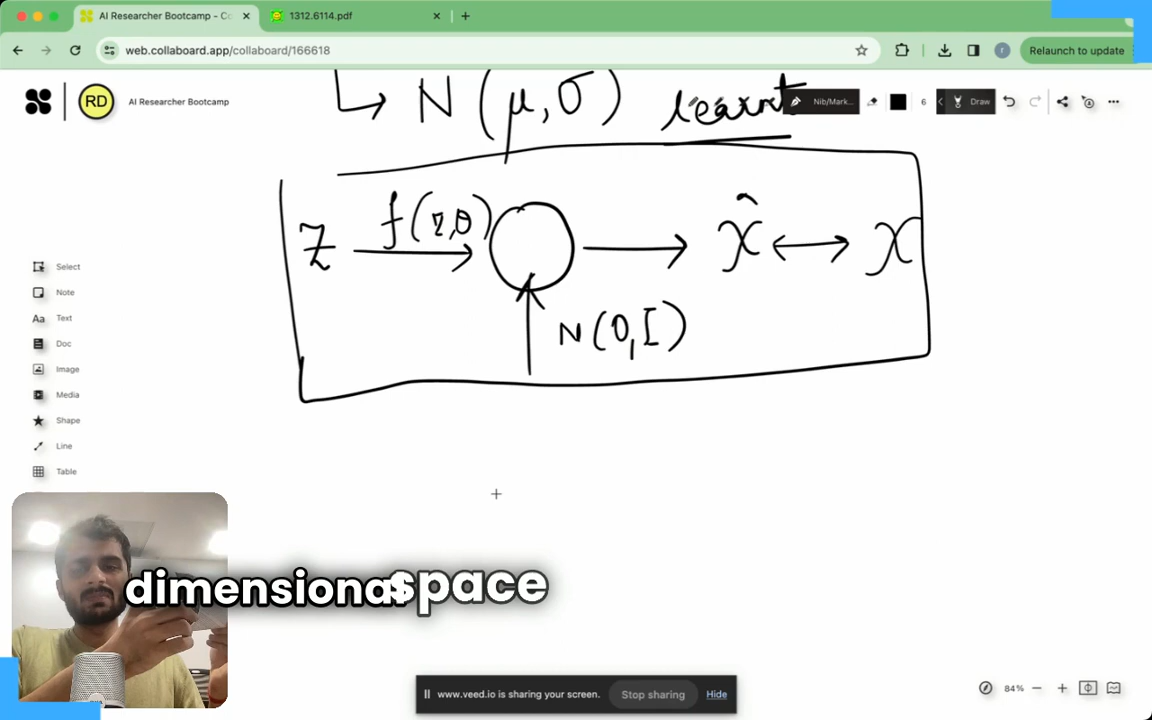 AI Researcher Bootcamp - Co
1312.6114.pdf
web.collaboard.app/collaboard/166618
r
Relaunch to update
RD
AI Researcher Bootcamp
Nib/Mark...
6
Draw
↳ N (μ, σ) learnt
z f(z,θ) → x̂ ↔ x
N(0,I)
Select
Note
Aa Text
Doc
Image
Media
Shape
Line
Table
dimensional space
www.veed.io is sharing your screen.
Stop sharing
Hide
84%